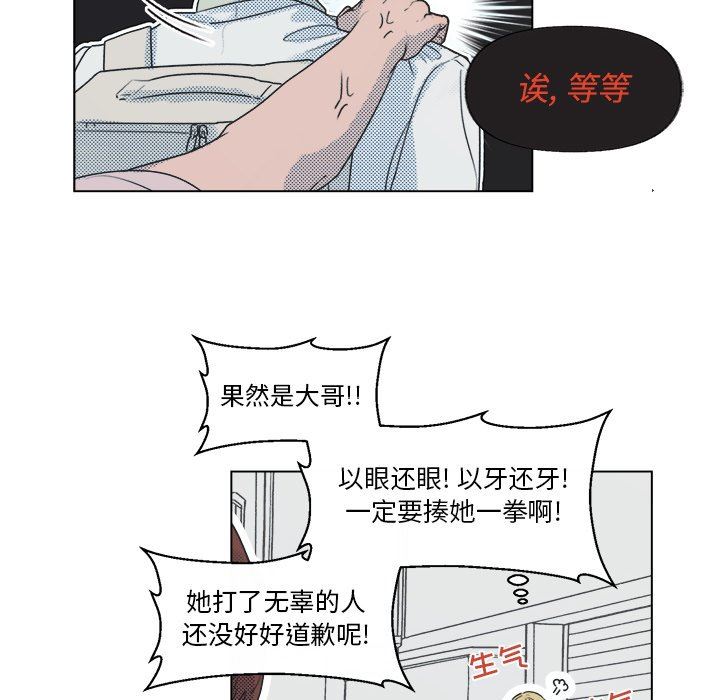 诶, 等等
果然是大哥!!
以眼还眼! 以牙还牙!
一定要揍她一拳啊!
她打了无辜的人
还没好好道歉呢!
生气